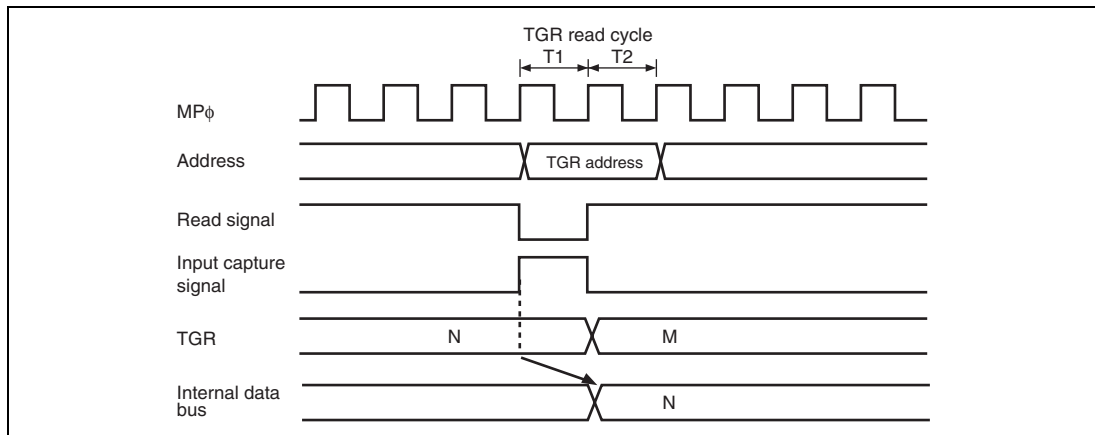 TGR read cycle
T1 T2
MPϕ
Address
TGR address
Read signal
Input capture
signal
TGR
N
M
Internal data
bus
N